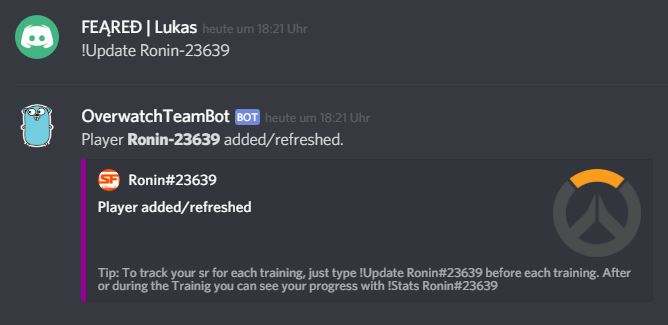 FEĄRED | Lukas heute um 18:21 Uhr
!Update Ronin-23639
OverwatchTeamBot BOT heute um 18:21 Uhr
Player Ronin-23639 added/refreshed.
SF Ronin#23639
Player added/refreshed
Tip: To track your sr for each training, just type !Update Ronin#23639 before each training. After
or during the Trainig you can see your progress with !Stats Ronin#23639